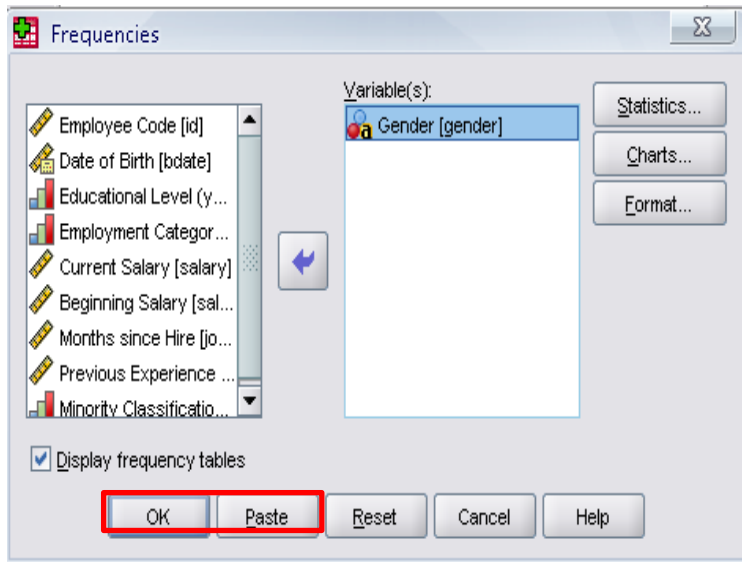 Frequencies
Variable(s):
Employee Code [id]
Date of Birth [bdate]
Educational Level (y...
Employment Categor...
Current Salary [salary]
Beginning Salary [sal...
Months since Hire [jo...
Previous Experience ...
Minority Classificatio...
a Gender [gender]
Statistics...
Charts...
Format...
Display frequency tables
OK Paste Reset Cancel Help